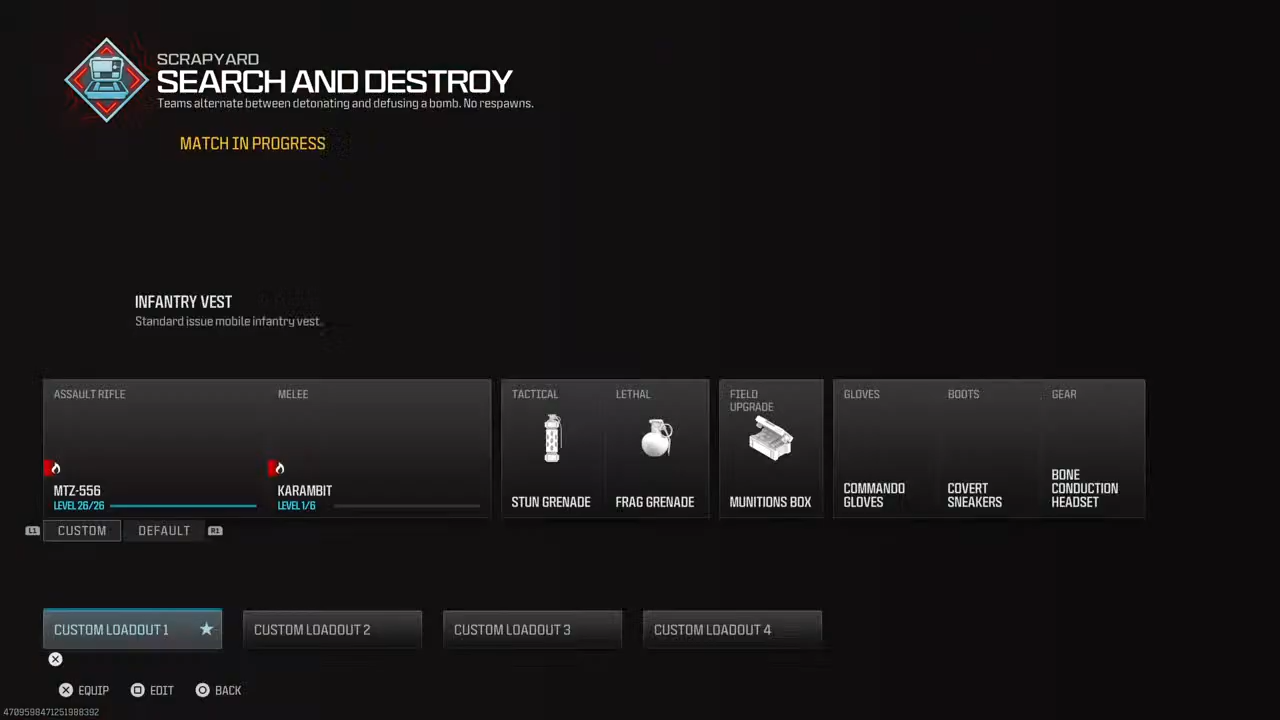 SCRAPYARD
SEARCH AND DESTROY
Teams alternate between detonating and defusing a bomb. No respawns.
MATCH IN PROGRESS
INFANTRY VEST
Standard issue mobile infantry vest.
ASSAULT RIFLE
MTZ-556
LEVEL 26/26
MELEE
KARAMBIT
LEVEL 1/6
TACTICAL
STUN GRENADE
LETHAL
FRAG GRENADE
FIELD
UPGRADE
MUNITIONS BOX
GLOVES
COMMANDO
GLOVES
BOOTS
COVERT
SNEAKERS
GEAR
BONE
CONDUCTION
HEADSET
L1 CUSTOM DEFAULT R1
CUSTOM LOADOUT 1
CUSTOM LOADOUT 2
CUSTOM LOADOUT 3
CUSTOM LOADOUT 4
EQUIP EDIT BACK
4709598471251988392